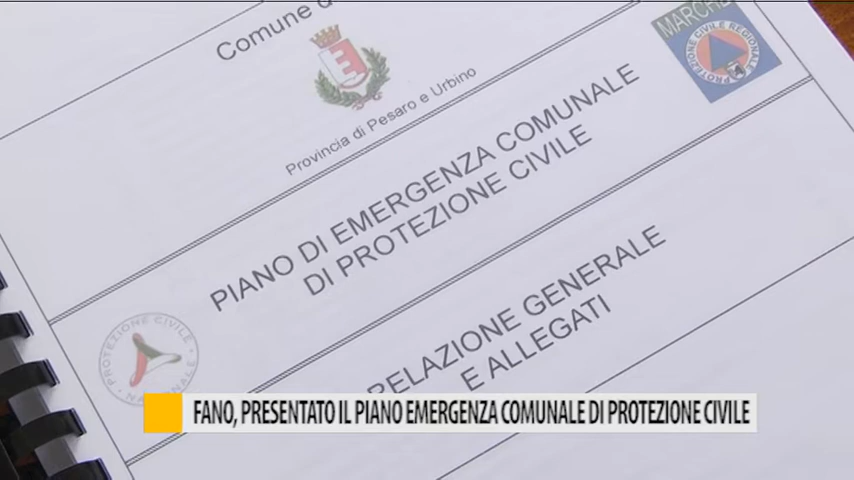 Comune d
MARCHE
PROTEZIONE CIVILE REGIONALE
Provincia di Pesaro e Urbino
PIANO DI EMERGENZA COMUNALE
DI PROTEZIONE CIVILE
RELAZIONE GENERALE
E ALLEGATI
PROTEZIONE CIVILE
NAZIONALE
FANO, PRESENTATO IL PIANO EMERGENZA COMUNALE DI PROTEZIONE CIVILE